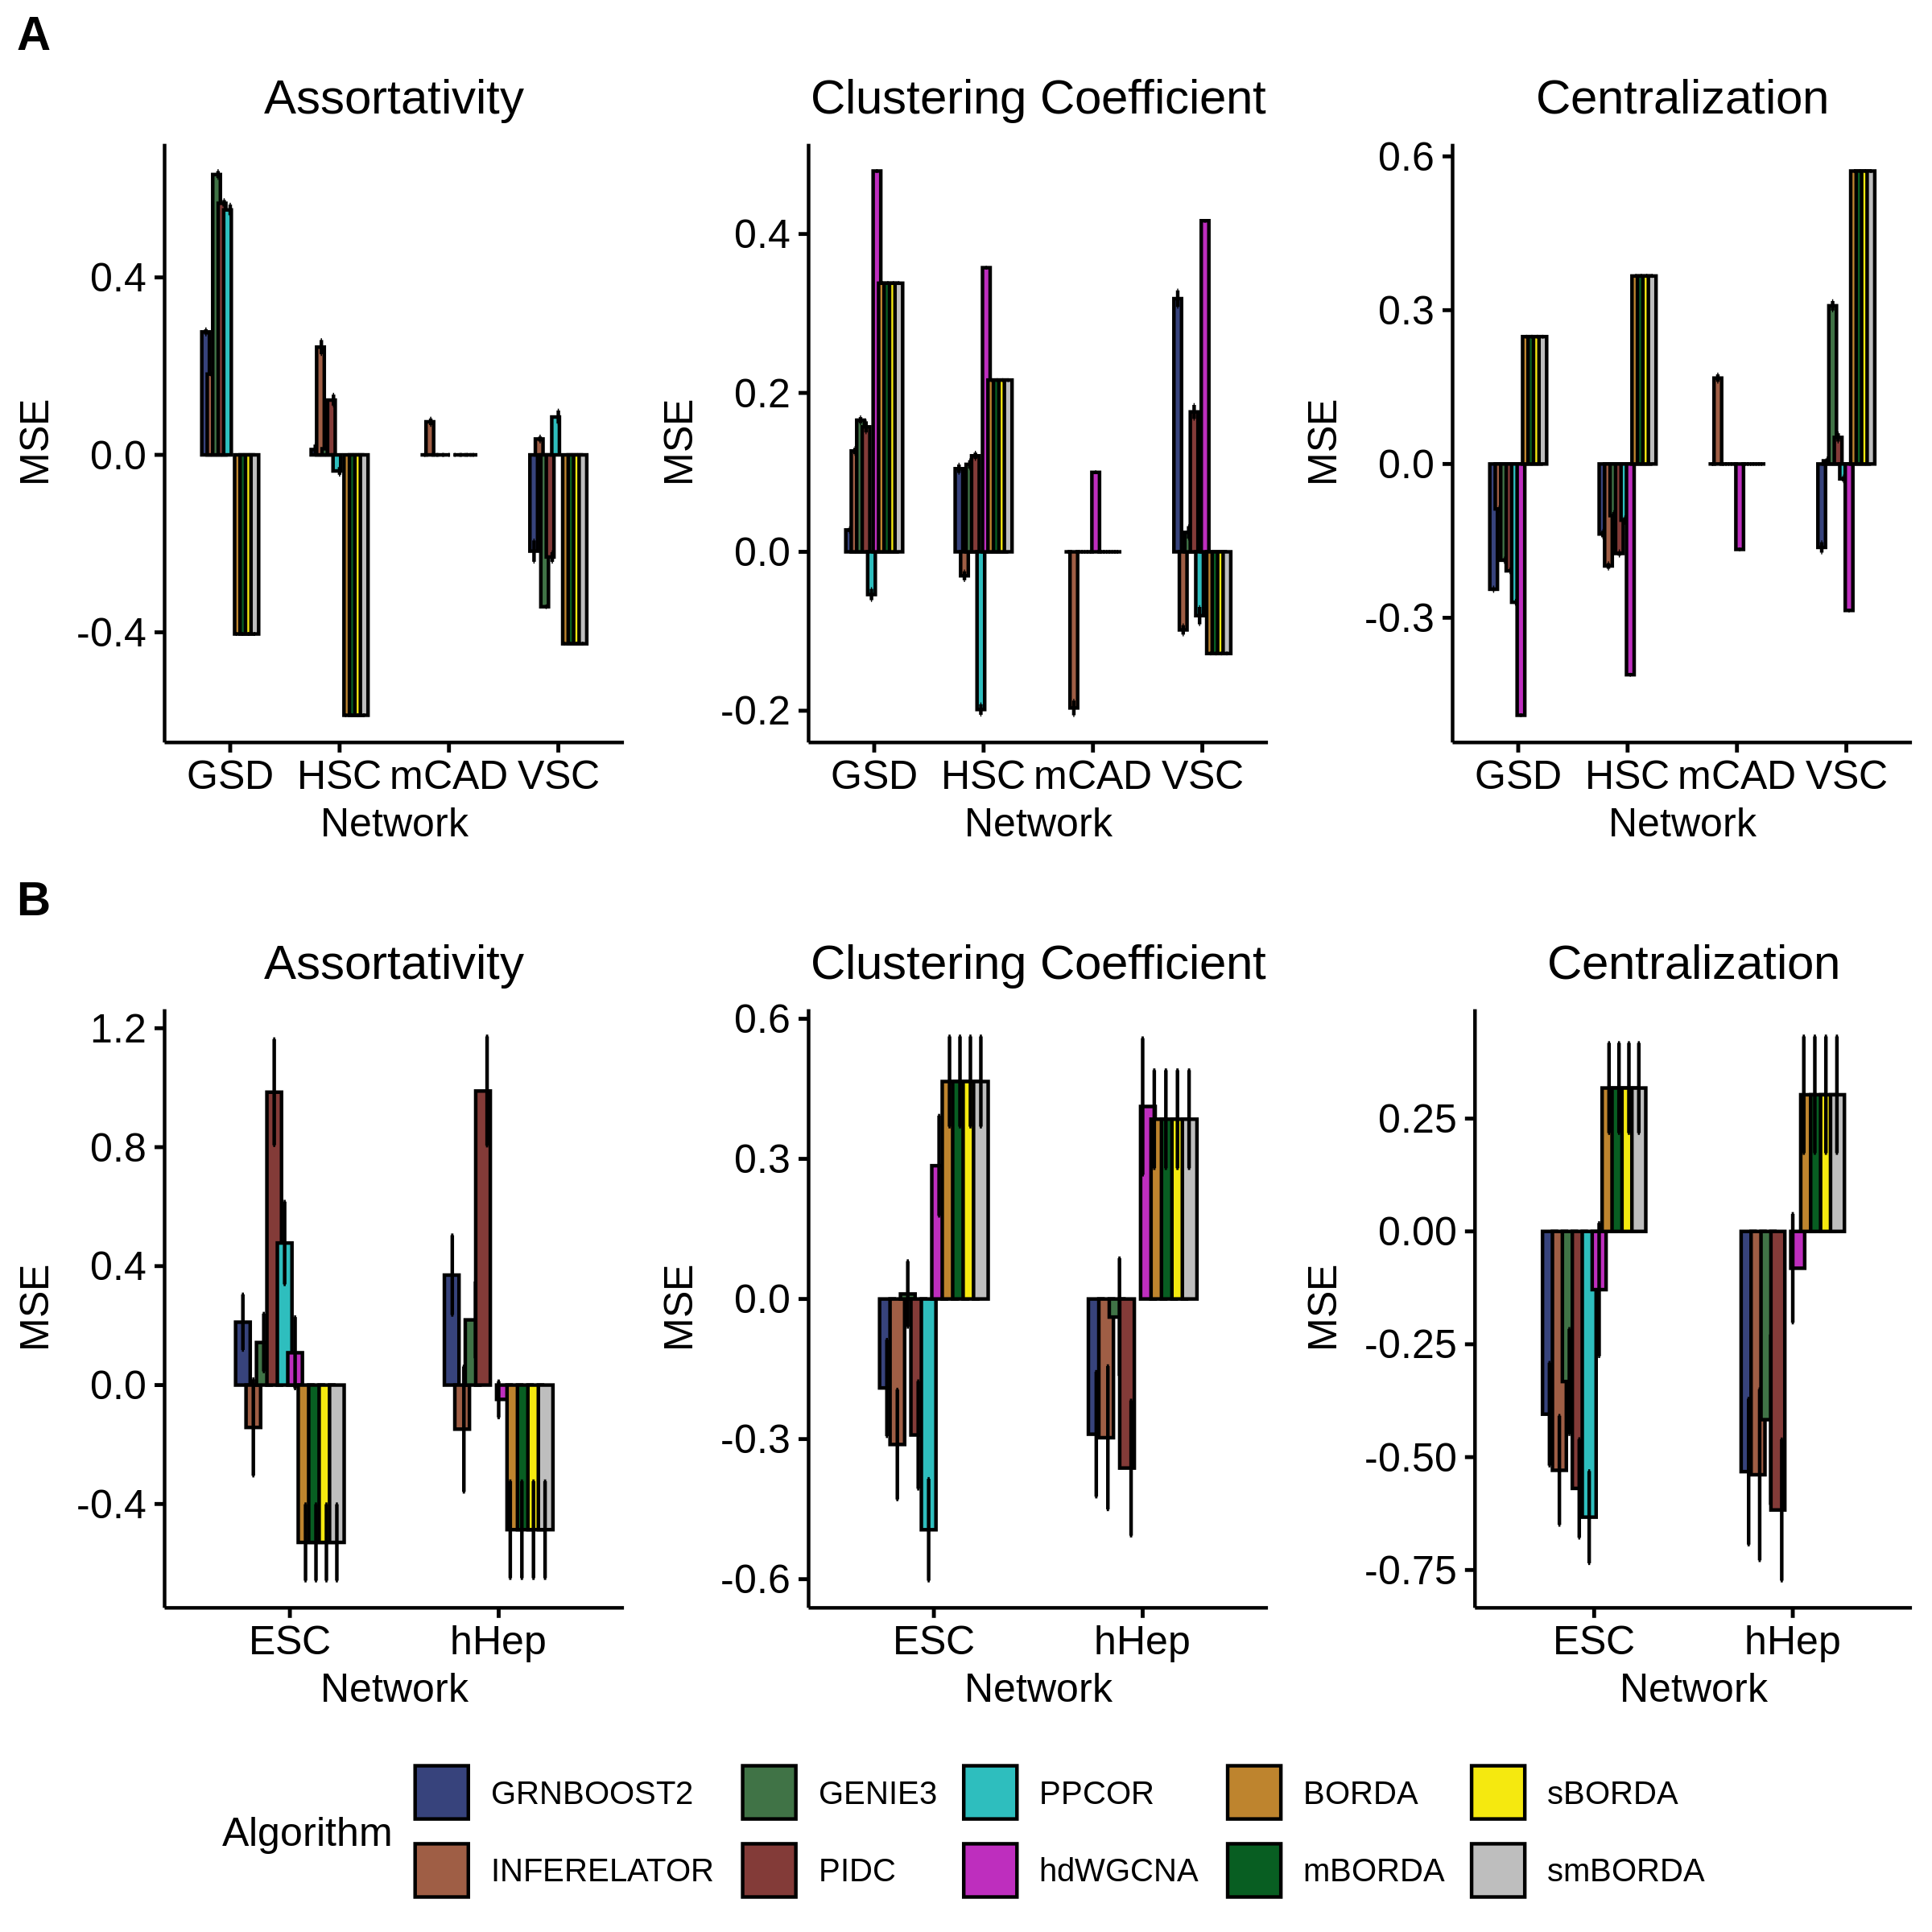 A
Assortativity Clustering Coefficient Centralization
MSE
0.4
0.0
-0.4
GSD HSC mCAD VSC
Network
MSE
0.4
0.2
0.0
-0.2
GSD HSC mCAD VSC
Network
MSE
0.6
0.3
0.0
-0.3
GSD HSC mCAD VSC
Network
B
Assortativity Clustering Coefficient Centralization
MSE
1.2
0.8
0.4
0.0
-0.4
ESC hHep
Network
MSE
0.6
0.3
0.0
-0.3
-0.6
ESC hHep
Network
MSE
0.25
0.00
-0.25
-0.50
-0.75
ESC hHep
Network
Algorithm
GRNBOOST2 GENIE3 PPCOR BORDA sBORDA
INFERELATOR PIDC hdWGCNA mBORDA smBORDA